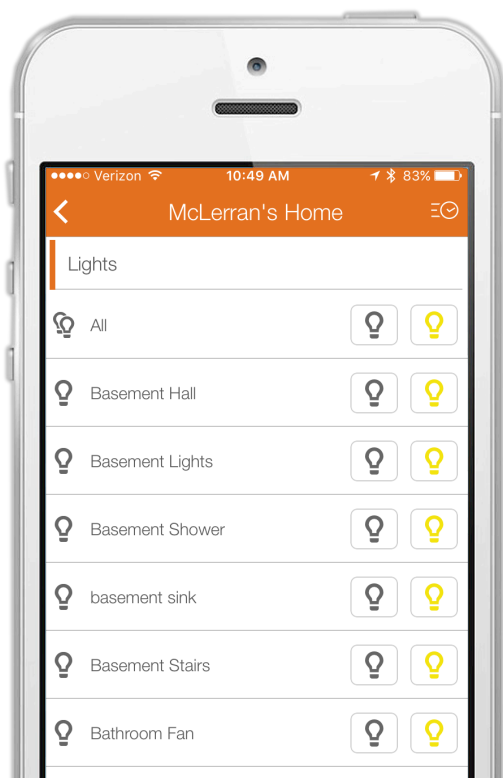 Verizon 10:49 AM 83%
McLerran's Home
Lights
All
Basement Hall
Basement Lights
Basement Shower
basement sink
Basement Stairs
Bathroom Fan